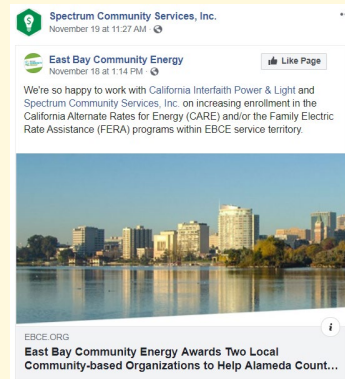 Spectrum Community Services, Inc.
November 19 at 11:27 AM ·
East Bay Community Energy
November 18 at 1:14 PM ·
Like Page
We're so happy to work with California Interfaith Power & Light and
Spectrum Community Services, Inc. on increasing enrollment in the
California Alternate Rates for Energy (CARE) and/or the Family Electric
Rate Assistance (FERA) programs within EBCE service territory.
i
EBCE.ORG
East Bay Community Energy Awards Two Local
Community-based Organizations to Help Alameda Count...